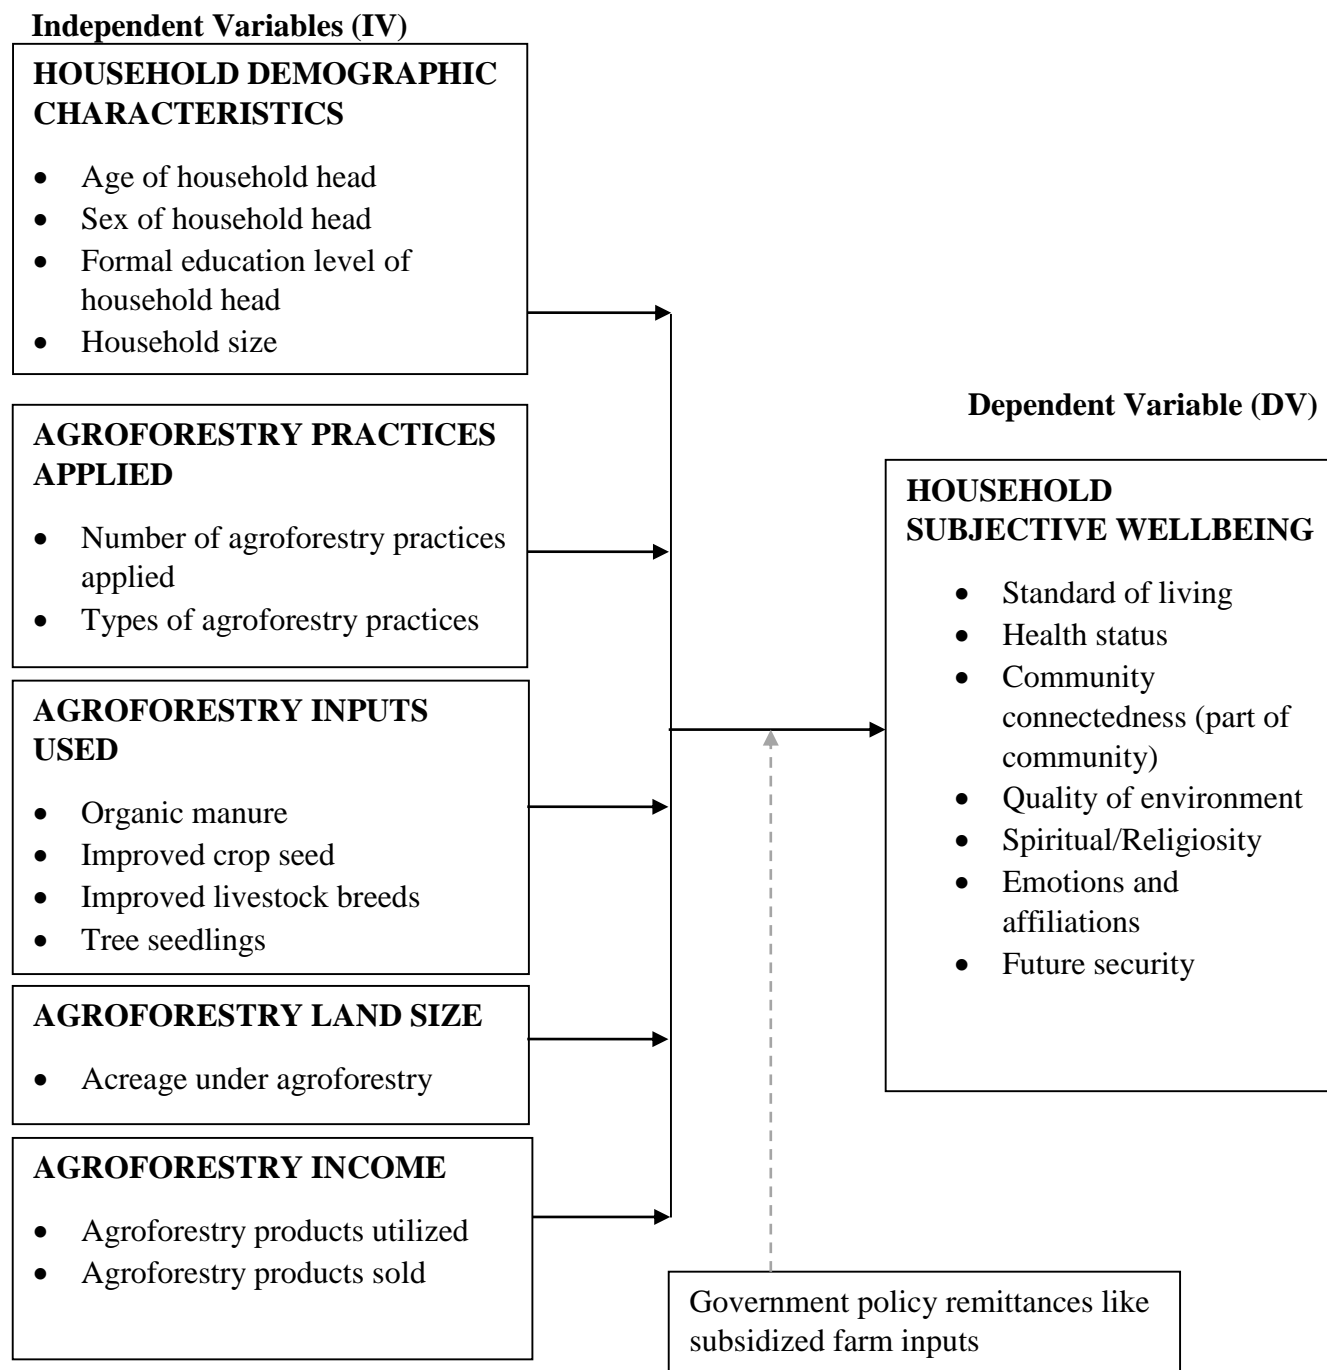 Independent Variables (IV)
HOUSEHOLD DEMOGRAPHIC
CHARACTERISTICS
• Age of household head
• Sex of household head
• Formal education level of
household head
• Household size
AGROFORESTRY PRACTICES
APPLIED
• Number of agroforestry practices
applied
• Types of agroforestry practices
AGROFORESTRY INPUTS
USED
• Organic manure
• Improved crop seed
• Improved livestock breeds
• Tree seedlings
AGROFORESTRY LAND SIZE
• Acreage under agroforestry
AGROFORESTRY INCOME
• Agroforestry products utilized
• Agroforestry products sold
Dependent Variable (DV)
HOUSEHOLD
SUBJECTIVE WELLBEING
• Standard of living
• Health status
• Community
connectedness (part of
community)
• Quality of environment
• Spiritual/Religiosity
• Emotions and
affiliations
• Future security
Government policy remittances like
subsidized farm inputs